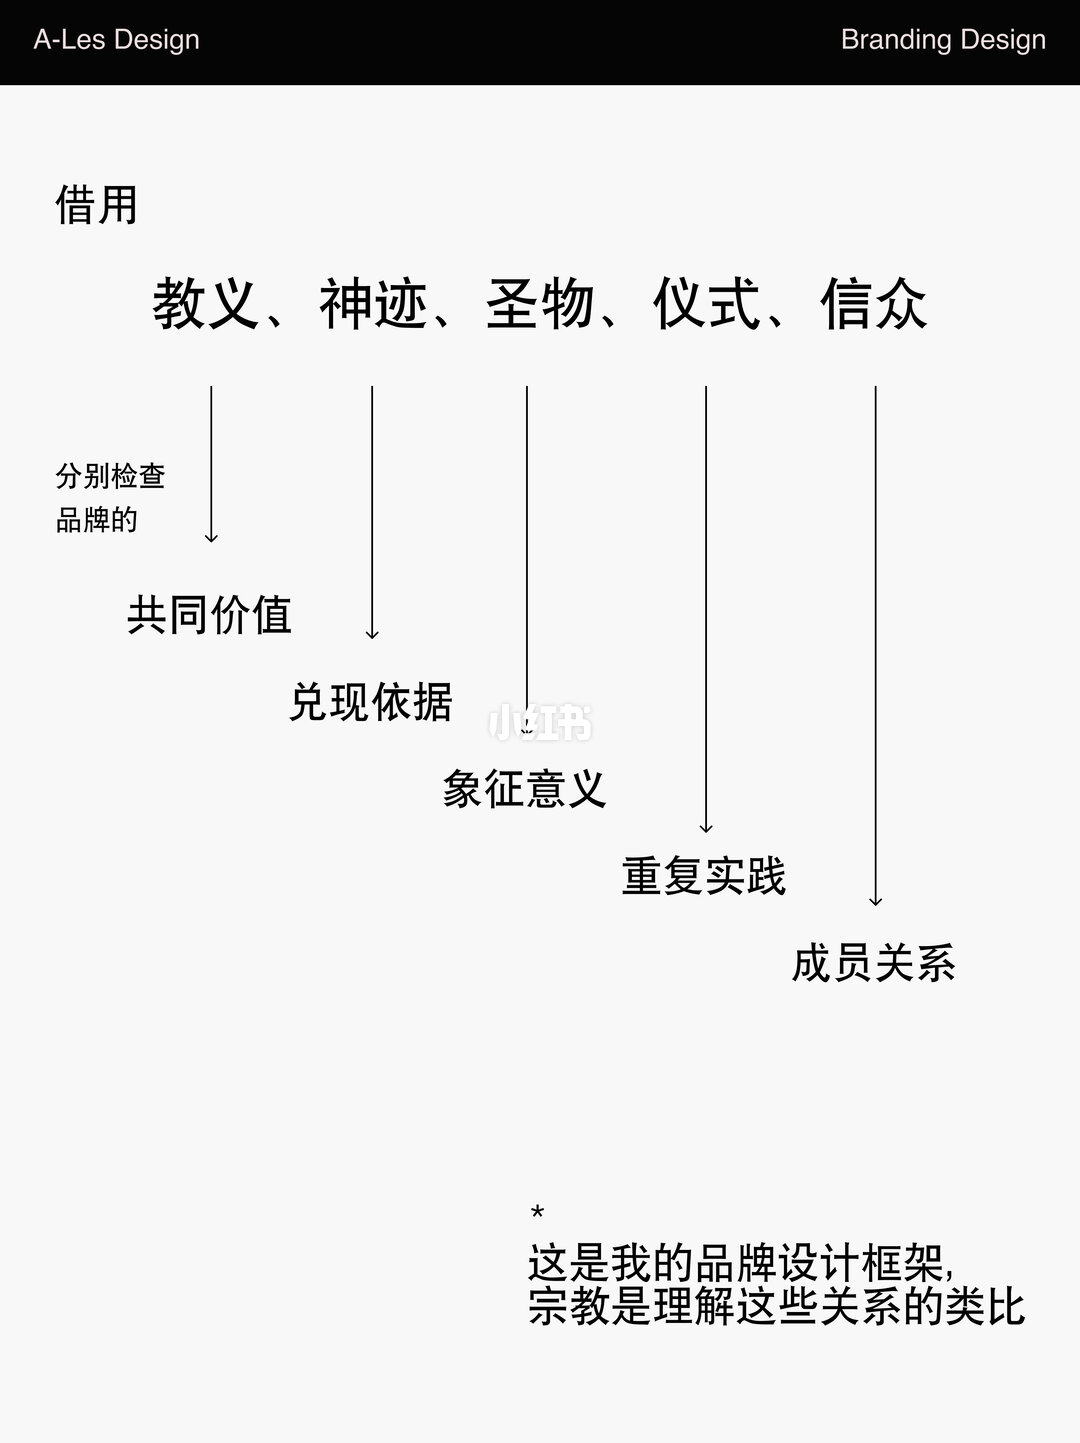 A-Les Design
Branding Design
借用
教义、神迹、圣物、仪式、信众
分别检查
品牌的
共同价值
兑现依据
小红书
象征意义
重复实践
成员关系
*
这是我的品牌设计框架,
宗教是理解这些关系的类比